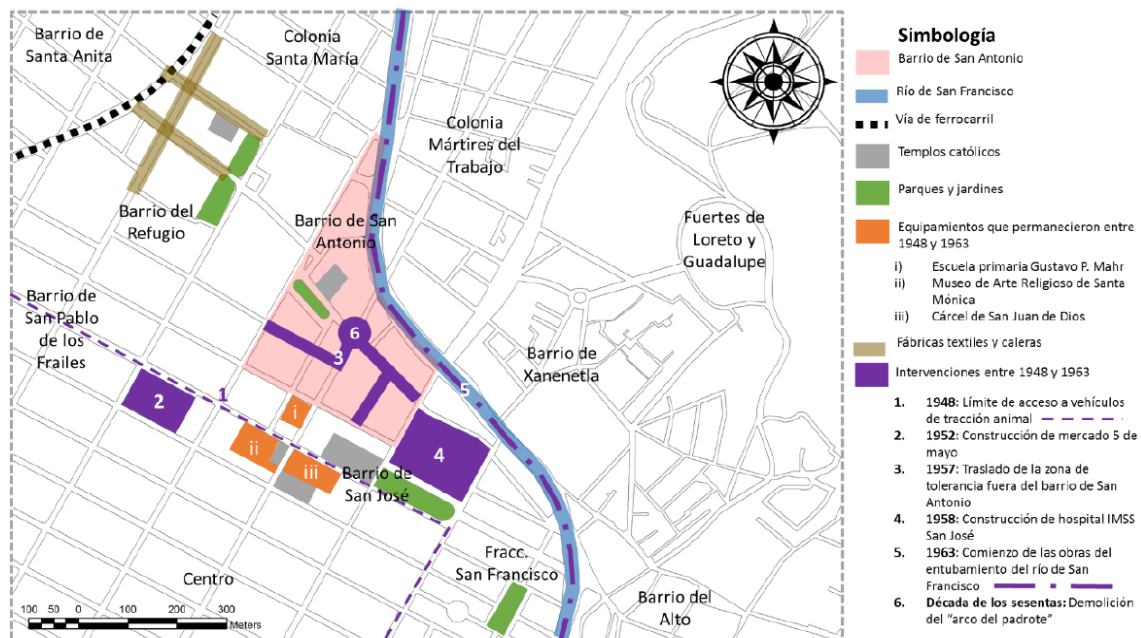 Barrio de
Santa Anita
Colonia
Santa María
Colonia
Mártires del
Trabajo
Barrio del
Refugio
Barrio de San
Antonio
Fuertes de
Loreto y
Guadalupe
Barrio de
San Pablo
de los
Frailes
6
3
1
5
Barrio de
Xanenetla
2
i
ii
iii
4
Barrio de
San José
Centro
Fracc.
San Francisco
Barrio del
Alto
100 50 0 100 200 300
Meters
Simbología
Barrio de San Antonio
Río de San Francisco
Vía de ferrocarril
Templos católicos
Parques y jardines
Equipamientos que permanecieron entre
1948 y 1963
i) Escuela primaria Gustavo P. Mahr
ii) Museo de Arte Religioso de Santa
Mónica
iii) Cárcel de San Juan de Dios
Fábricas textiles y caleras
Intervenciones entre 1948 y 1963
1. 1948: Límite de acceso a vehículos
de tracción animal
2. 1952: Construcción de mercado 5 de
mayo
3. 1957: Traslado de la zona de
tolerancia fuera del barrio de San
Antonio
4. 1958: Construcción de hospital IMSS
San José
5. 1963: Comienzo de las obras del
entubamiento del río de San
Francisco
6. Década de los sesentas: Demolición
del "arco del padrote"